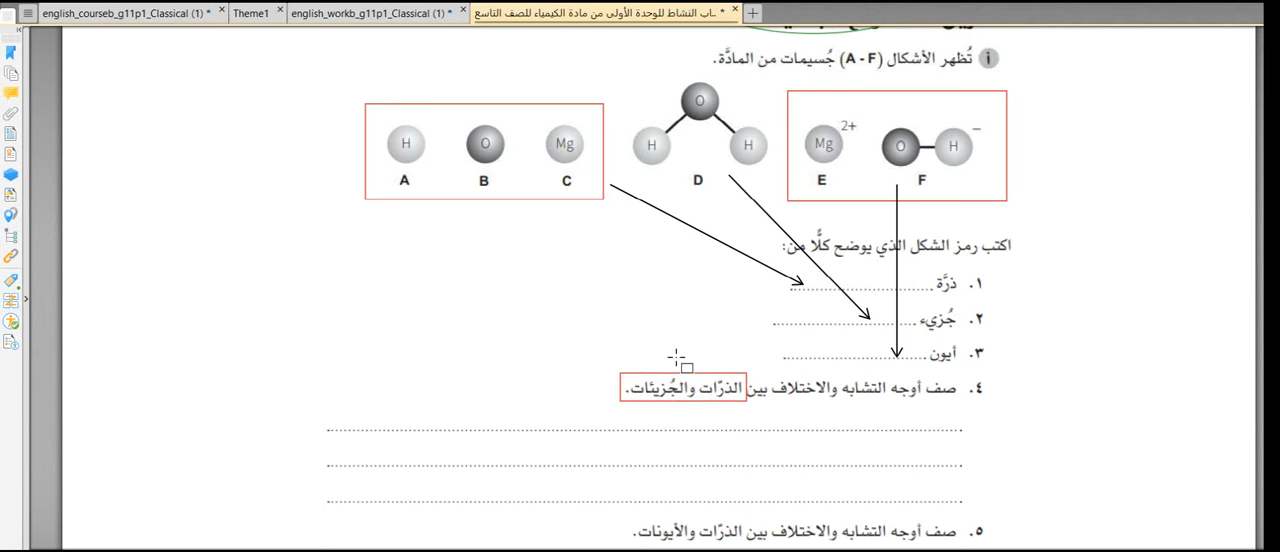 english_courseb_g11p1_Classical (1) *
Theme1
english_workb_g11p1_Classical (1) *
..اب النشاط للوحدة الأولى من مادة الكيمياء للصف التاسع *
أ تُظهر الأشكال (A - F) جُسيمات من المادَّة.
H O Mg
A B C
O
H H
D
Mg 2+
E
O H −
F
اكتب رمز الشكل الذي يوضح كلًّا من:
١. ذرَّة ........................
٢. جُزيء ........................
٣. أيون ........................
٤. صف أوجه التشابه والاختلاف بين الذرّات والجُزيئات.
٥. صف أوجه التشابه والاختلاف بين الذرّات والأيونات.